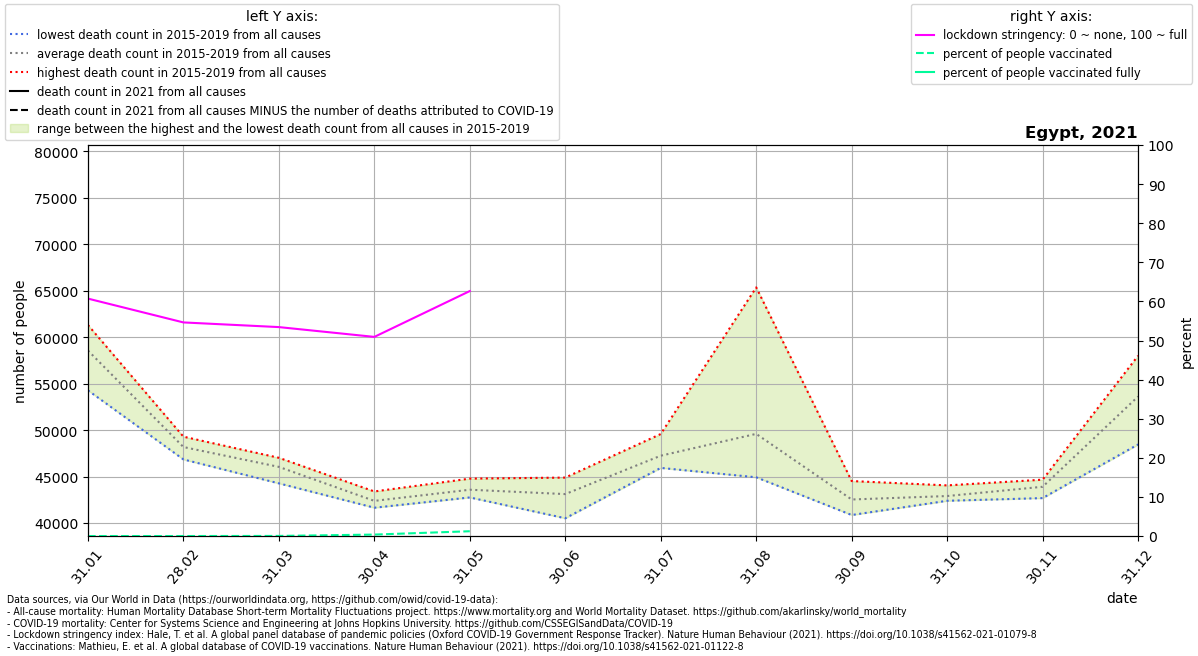 left Y axis:
lowest death count in 2015-2019 from all causes
average death count in 2015-2019 from all causes
highest death count in 2015-2019 from all causes
death count in 2021 from all causes
death count in 2021 from all causes MINUS the number of deaths attributed to COVID-19
range between the highest and the lowest death count from all causes in 2015-2019
right Y axis:
lockdown stringency: 0 ~ none, 100 ~ full
percent of people vaccinated
percent of people vaccinated fully
Egypt, 2021
80000
75000
70000
65000
60000
55000
50000
45000
40000
number of people
100
90
80
70
60
50
40
30
20
10
0
percent
31.01
28.02
31.03
30.04
31.05
30.06
31.07
31.08
30.09
31.10
30.11
31.12
date
Data sources, via Our World in Data (https://ourworldindata.org, https://github.com/owid/covid-19-data):
- All-cause mortality: Human Mortality Database Short-term Mortality Fluctuations project. https://www.mortality.org and World Mortality Dataset. https://github.com/akarlinsky/world_mortality
- COVID-19 mortality: Center for Systems Science and Engineering at Johns Hopkins University. https://github.com/CSSEGISandData/COVID-19
- Lockdown stringency index: Hale, T. et al. A global panel database of pandemic policies (Oxford COVID-19 Government Response Tracker). Nature Human Behaviour (2021). https://doi.org/10.1038/s41562-021-01079-8
- Vaccinations: Mathieu, E. et al. A global database of COVID-19 vaccinations. Nature Human Behaviour (2021). https://doi.org/10.1038/s41562-021-01122-8